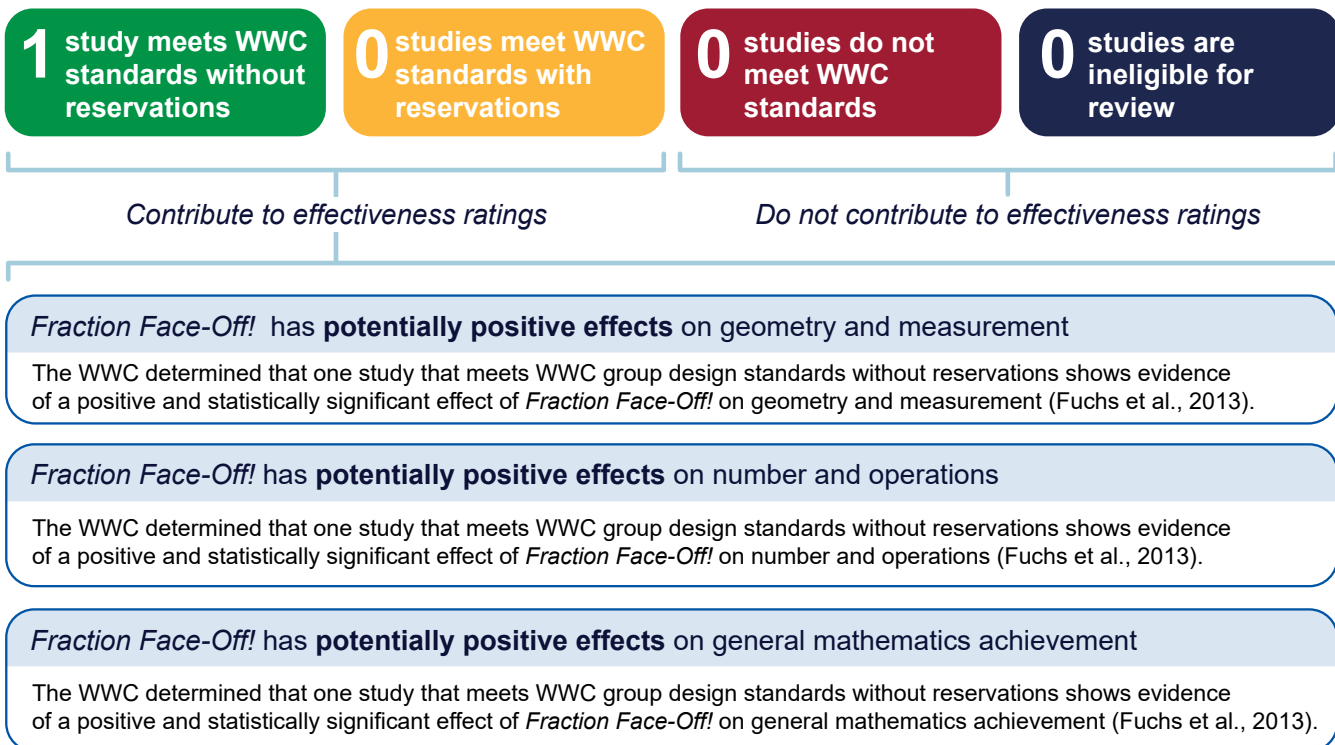 1 study meets WWC
standards without
reservations
0 studies meet WWC
standards with
reservations
0 studies do not
meet WWC
standards
0 studies are
ineligible for
review
Contribute to effectiveness ratings
Do not contribute to effectiveness ratings
Fraction Face-Off! has potentially positive effects on geometry and measurement
The WWC determined that one study that meets WWC group design standards without reservations shows evidence
of a positive and statistically significant effect of Fraction Face-Off! on geometry and measurement (Fuchs et al., 2013).
Fraction Face-Off! has potentially positive effects on number and operations
The WWC determined that one study that meets WWC group design standards without reservations shows evidence
of a positive and statistically significant effect of Fraction Face-Off! on number and operations (Fuchs et al., 2013).
Fraction Face-Off! has potentially positive effects on general mathematics achievement
The WWC determined that one study that meets WWC group design standards without reservations shows evidence
of a positive and statistically significant effect of Fraction Face-Off! on general mathematics achievement (Fuchs et al., 2013).